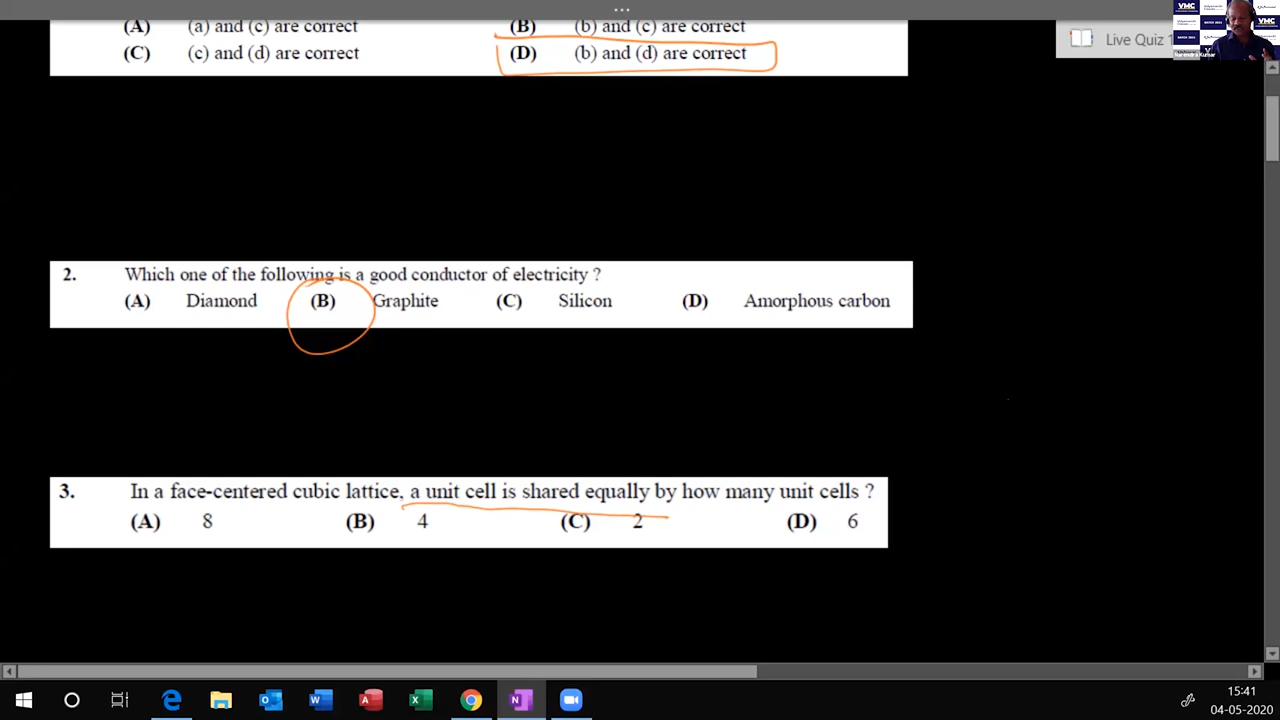 (A) (a) and (c) are correct (B) (b) and (c) are correct
(C) (c) and (d) are correct (D) (b) and (d) are correct
Live Quiz
VMC
2. Which one of the following is a good conductor of electricity ?
(A) Diamond (B) Graphite (C) Silicon (D) Amorphous carbon
3. In a face-centered cubic lattice, a unit cell is shared equally by how many unit cells ?
(A) 8 (B) 4 (C) 2 (D) 6
15:41
04-05-2020